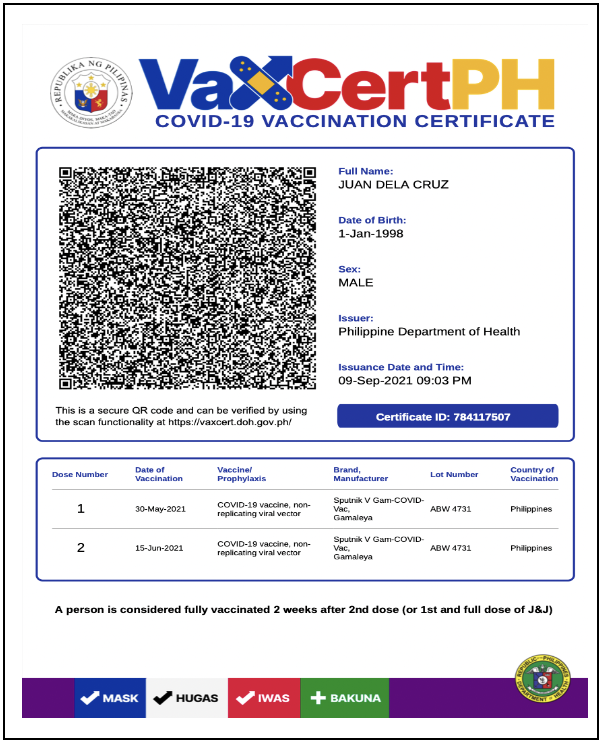 REPUBLIKA NG PILIPINAS
VaxCertPH
COVID-19 VACCINATION CERTIFICATE
Full Name:
JUAN DELA CRUZ
Date of Birth:
1-Jan-1998
Sex:
MALE
Issuer:
Philippine Department of Health
Issuance Date and Time:
09-Sep-2021 09:03 PM
This is a secure QR code and can be verified by using
the scan functionality at https://vaxcert.doh.gov.ph/
Certificate ID: 784117507
Dose Number Date of Vaccination Vaccine/ Prophylaxis Brand, Manufacturer Lot Number Country of Vaccination
1 30-May-2021 COVID-19 vaccine, non-replicating viral vector Sputnik V Gam-COVID-Vac, Gamaleya ABW 4731 Philippines
2 15-Jun-2021 COVID-19 vaccine, non-replicating viral vector Sputnik V Gam-COVID-Vac, Gamaleya ABW 4731 Philippines
A person is considered fully vaccinated 2 weeks after 2nd dose (or 1st and full dose of J&J)
MASK HUGAS IWAS BAKUNA
REPUBLIC PHILIPPINES
DEPARTMENT OF HEALTH